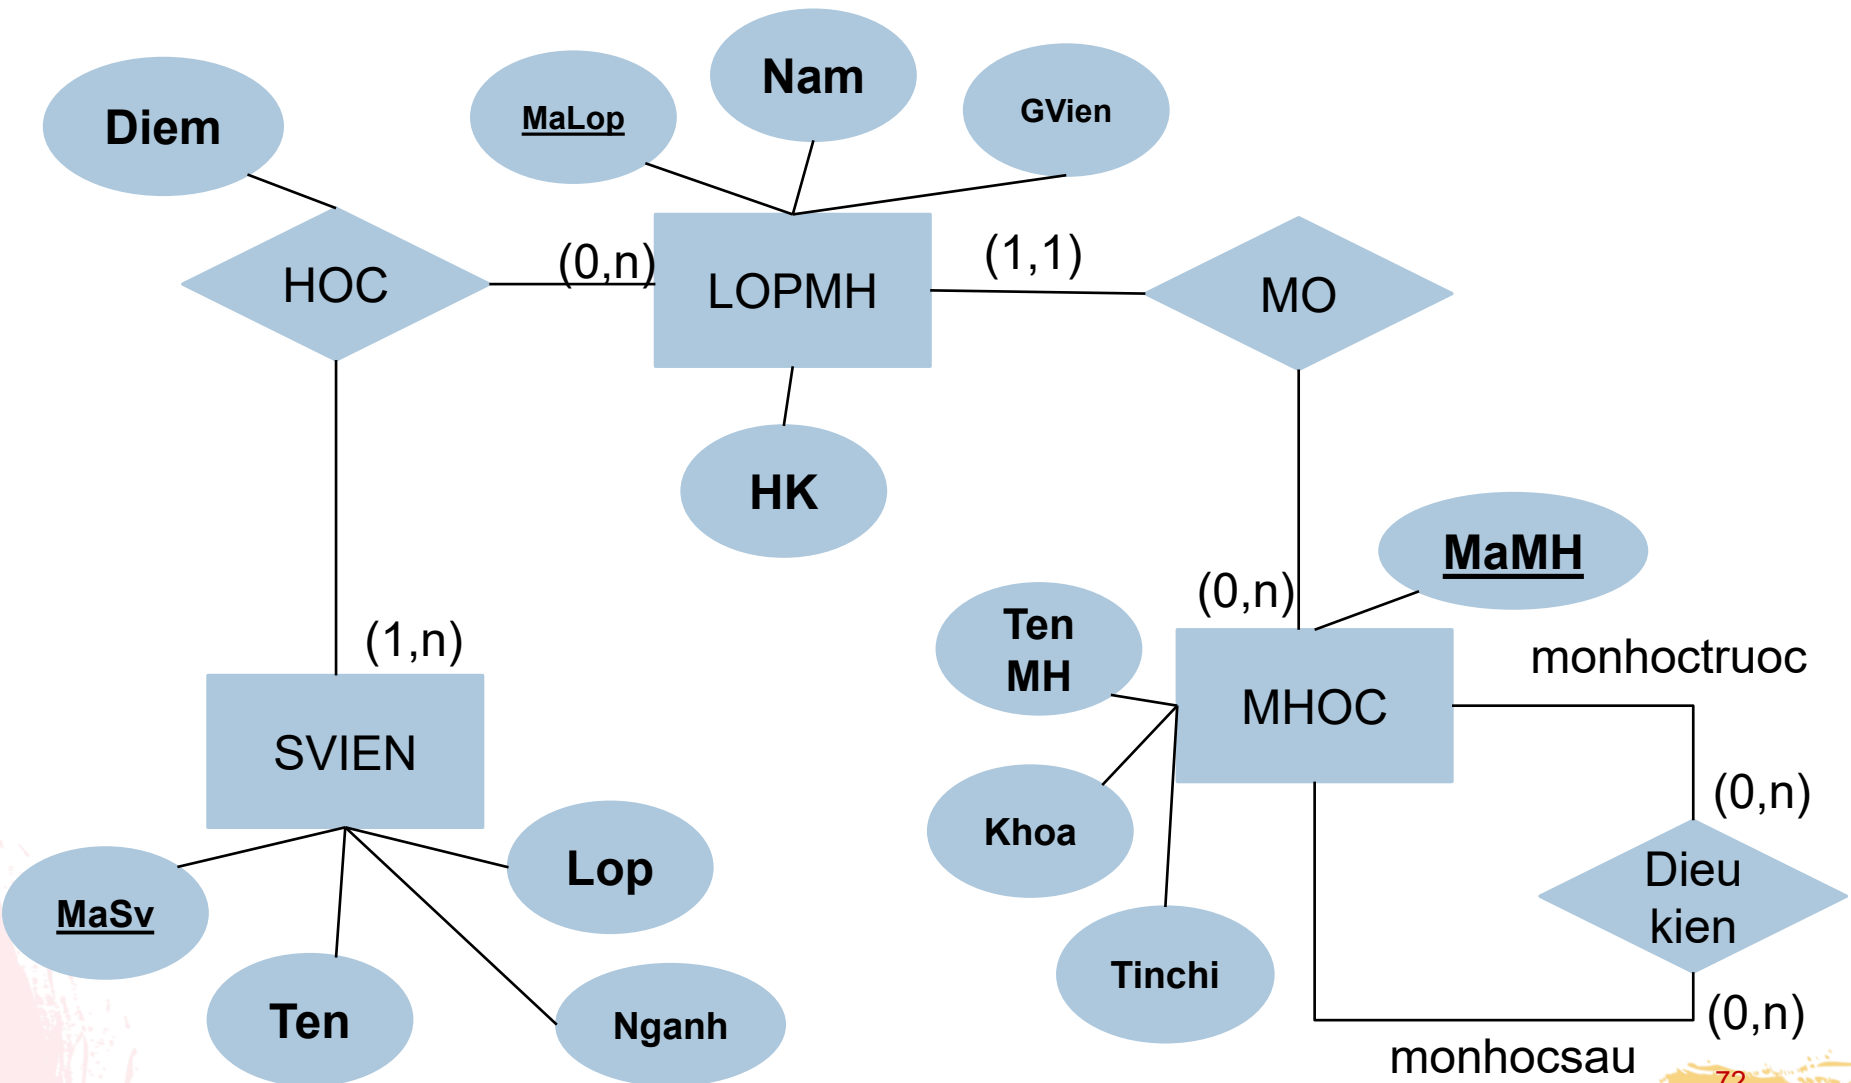 Diem
MaLop
Nam
GVien
HOC
(0,n)
LOPMH
(1,1)
MO
HK
(1,n)
SVIEN
MaSv
Ten
Nganh
Lop
(0,n)
MaMH
Ten
MH
MHOC
monhoctruoc
Khoa
(0,n)
Dieu
kien
Tinchi
(0,n)
monhocsau
72